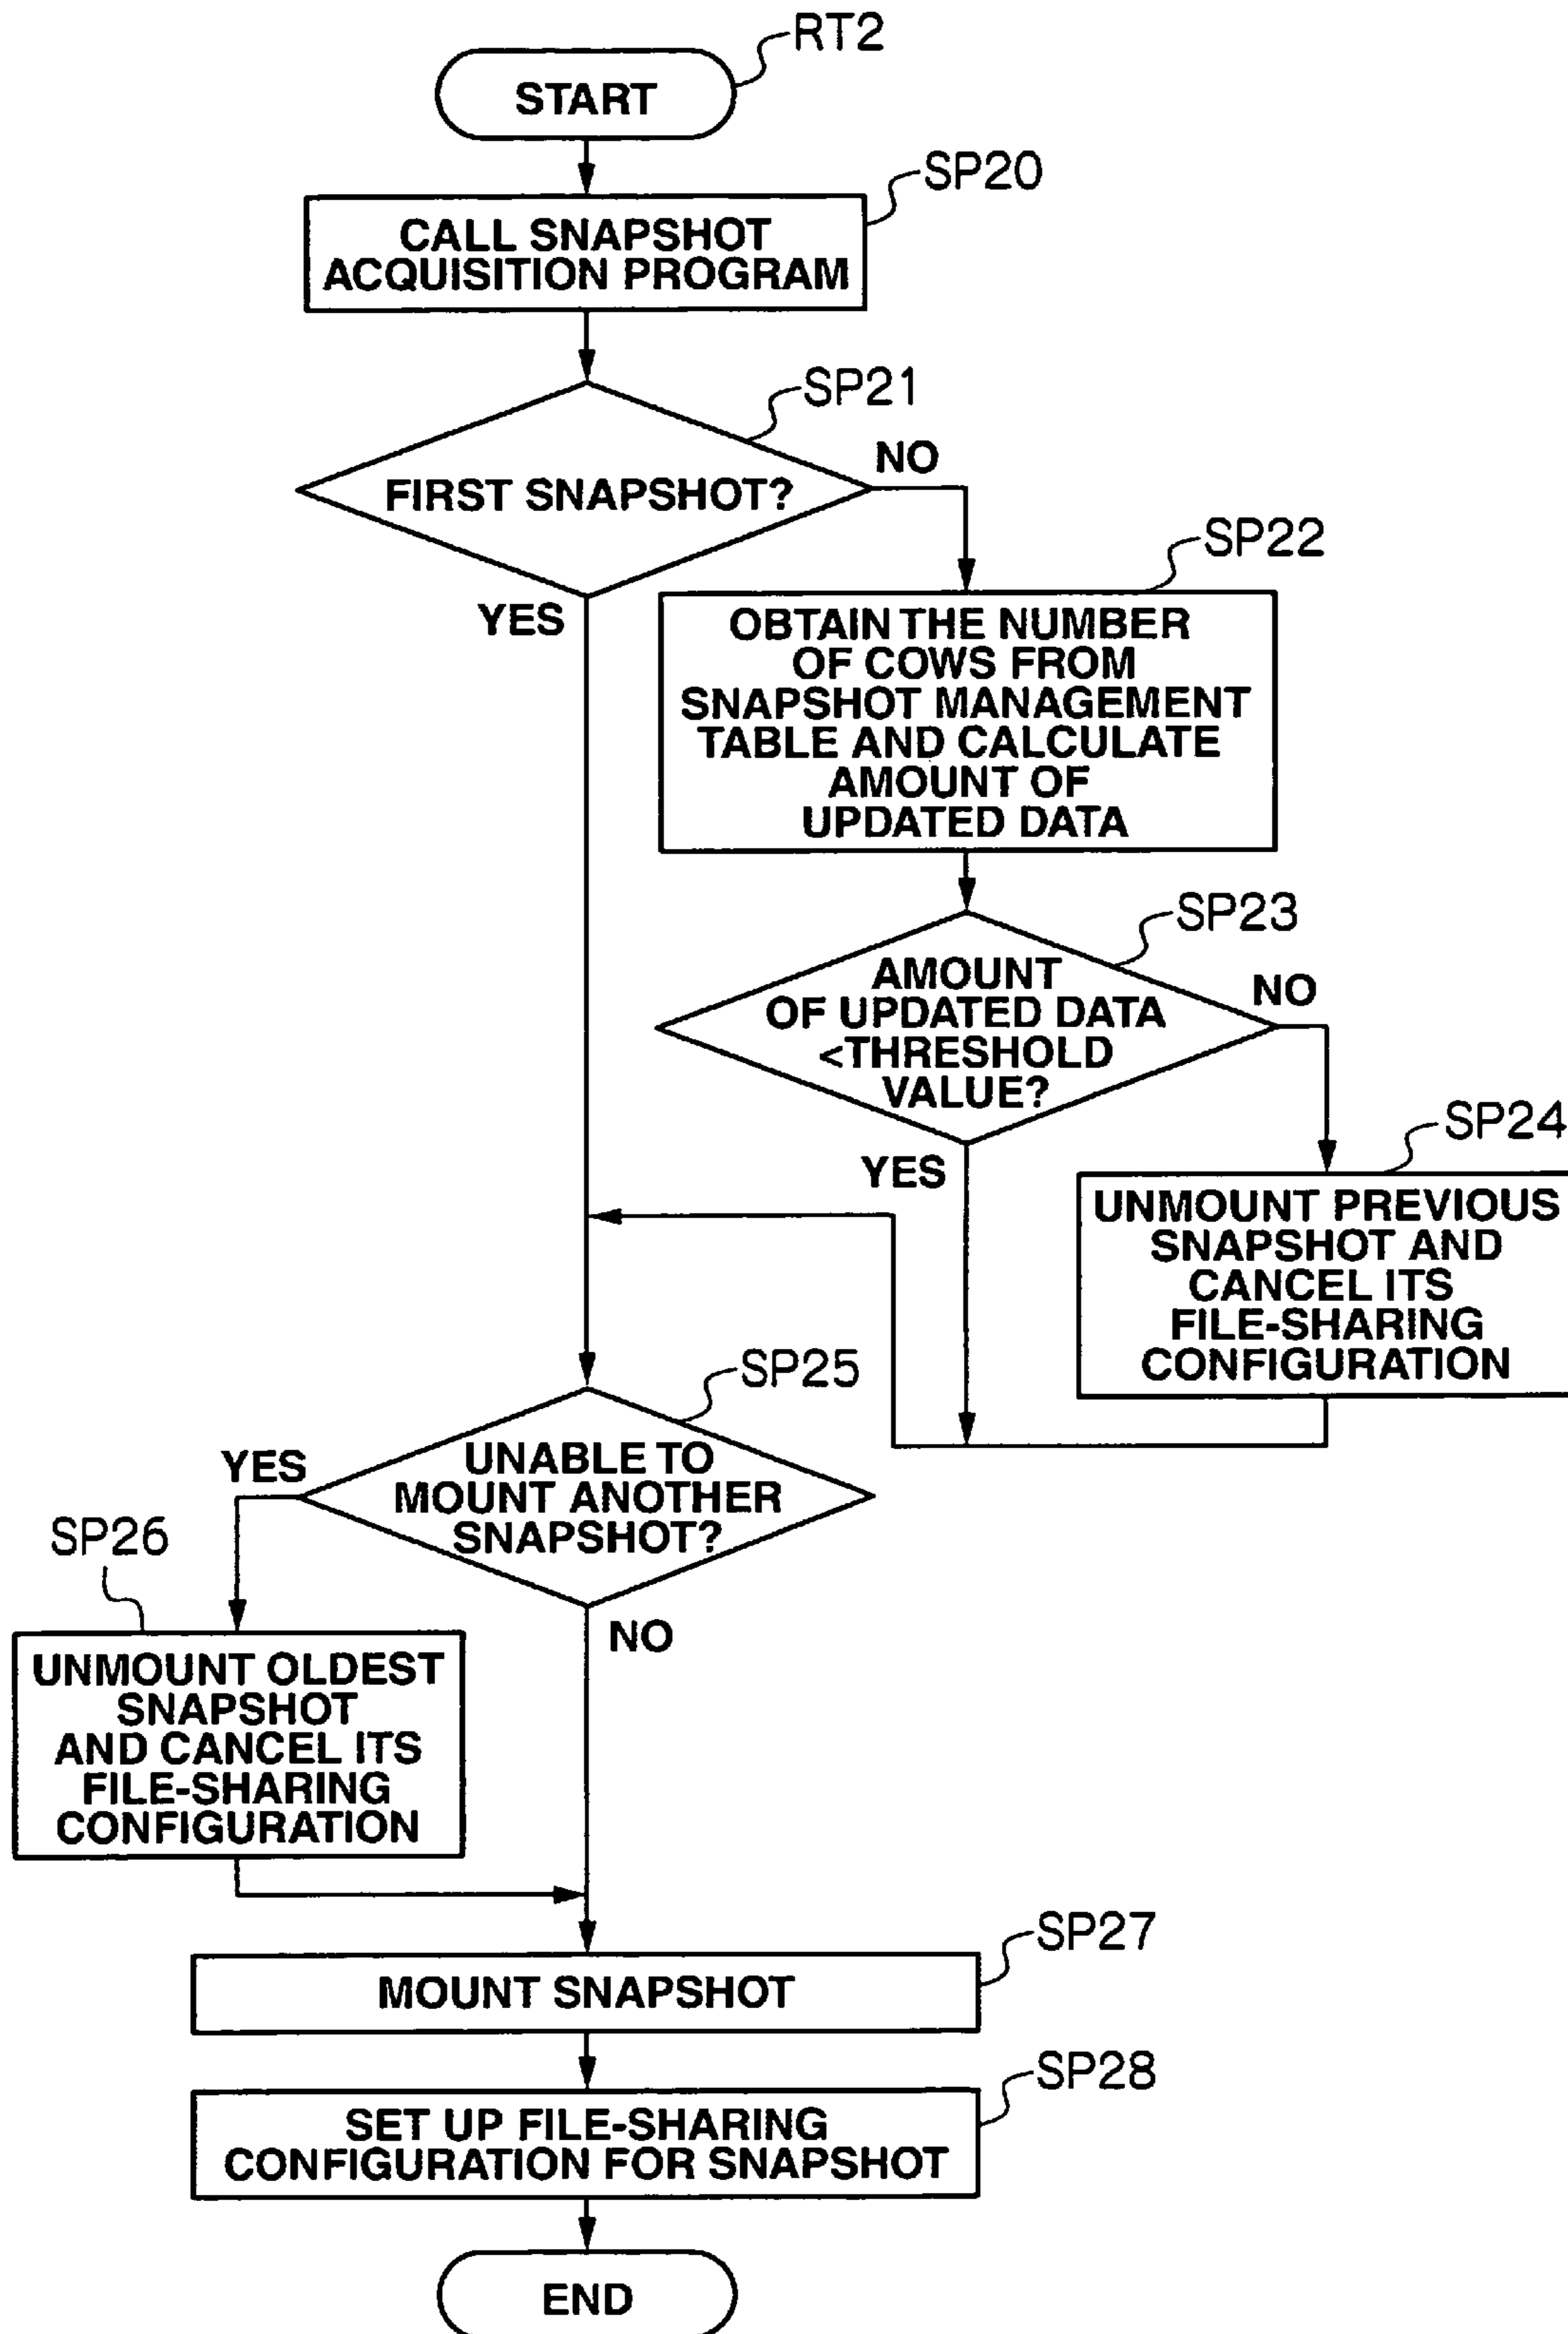 RT2
START
SP20
CALL SNAPSHOT
ACQUISITION PROGRAM
SP21
FIRST SNAPSHOT?
NO
YES
SP22
OBTAIN THE NUMBER
OF COWS FROM
SNAPSHOT MANAGEMENT
TABLE AND CALCULATE
AMOUNT OF
UPDATED DATA
SP23
AMOUNT
OF UPDATED DATA
<THRESHOLD
VALUE?
NO
YES
SP24
UNMOUNT PREVIOUS
SNAPSHOT AND
CANCEL ITS
FILE-SHARING
CONFIGURATION
SP25
UNABLE TO
MOUNT ANOTHER
SNAPSHOT?
YES
NO
SP26
UNMOUNT OLDEST
SNAPSHOT
AND CANCEL ITS
FILE-SHARING
CONFIGURATION
SP27
MOUNT SNAPSHOT
SP28
SET UP FILE-SHARING
CONFIGURATION FOR SNAPSHOT
END